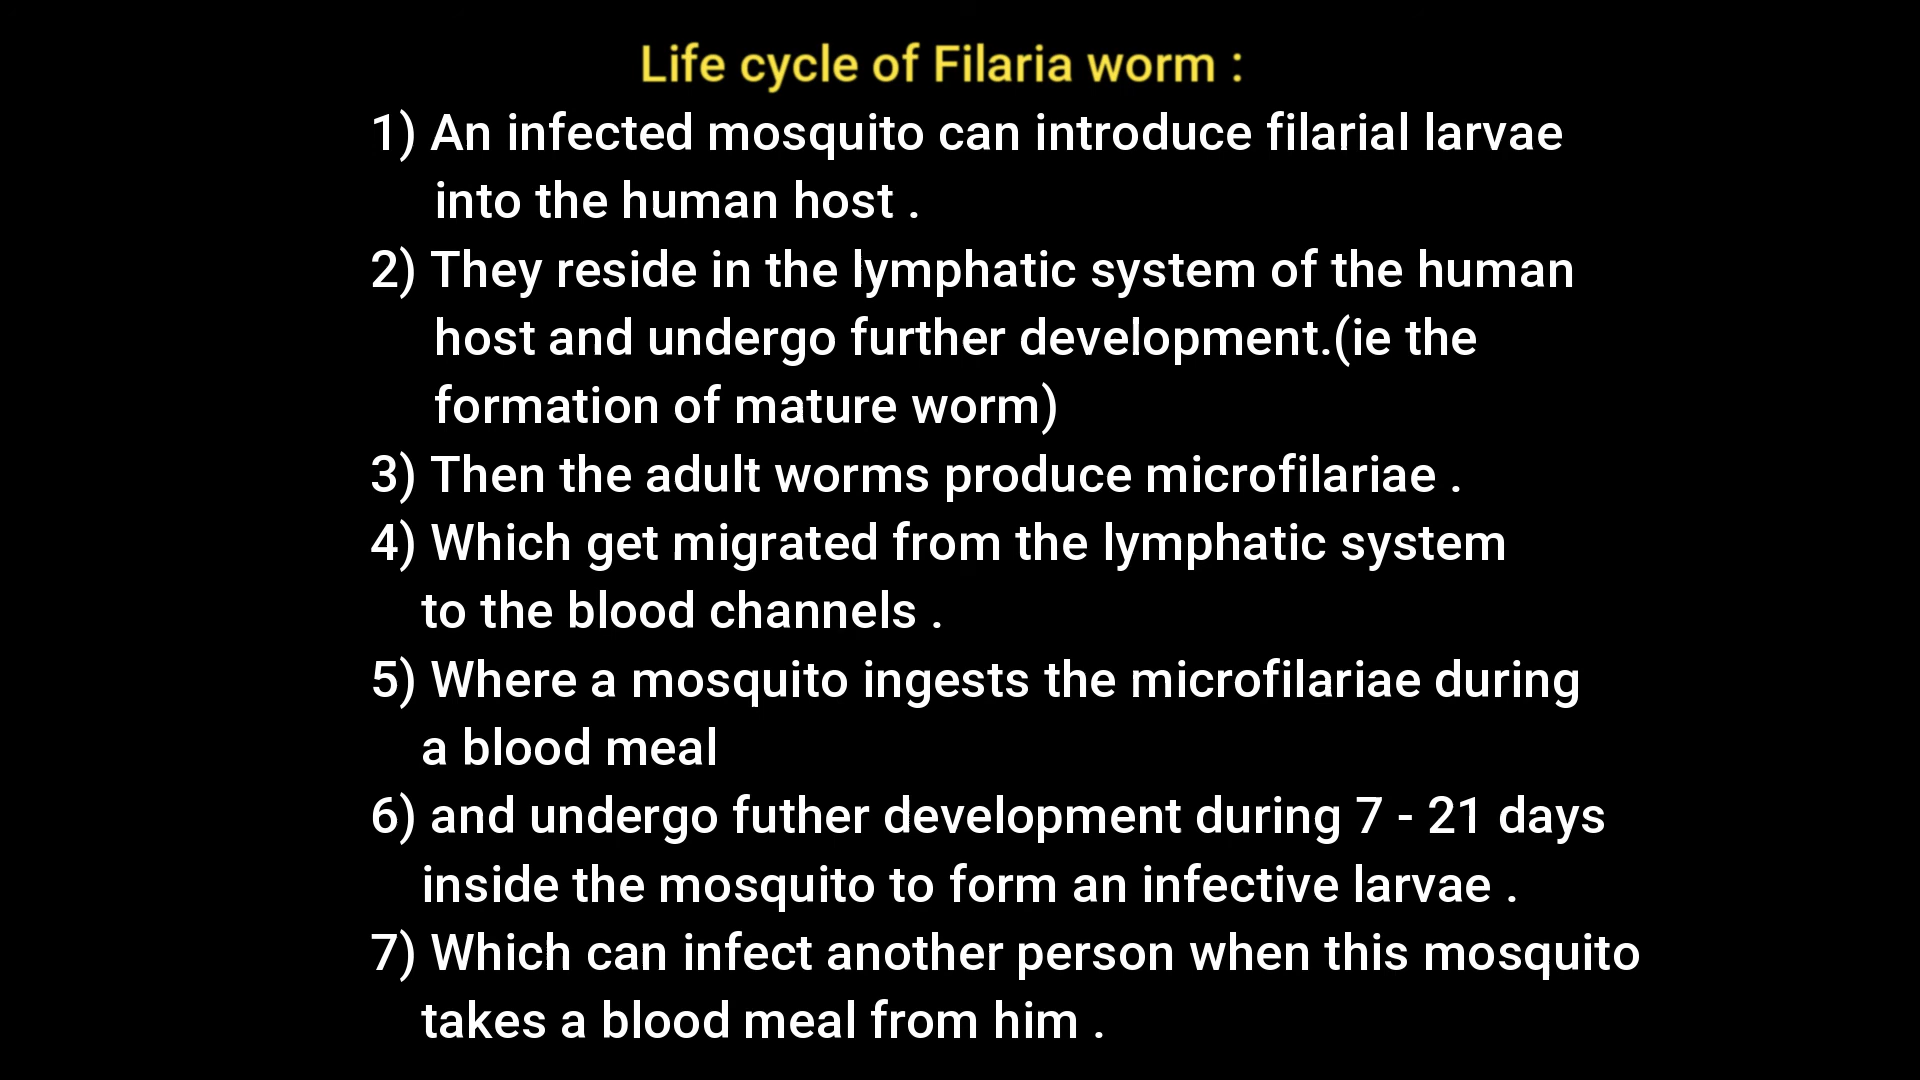 Life cycle of Filaria worm :
1) An infected mosquito can introduce filarial larvae
into the human host .
2) They reside in the lymphatic system of the human
host and undergo further development.(ie the
formation of mature worm)
3) Then the adult worms produce microfilariae .
4) Which get migrated from the lymphatic system
to the blood channels .
5) Where a mosquito ingests the microfilariae during
a blood meal
6) and undergo futher development during 7 - 21 days
inside the mosquito to form an infective larvae .
7) Which can infect another person when this mosquito
takes a blood meal from him .